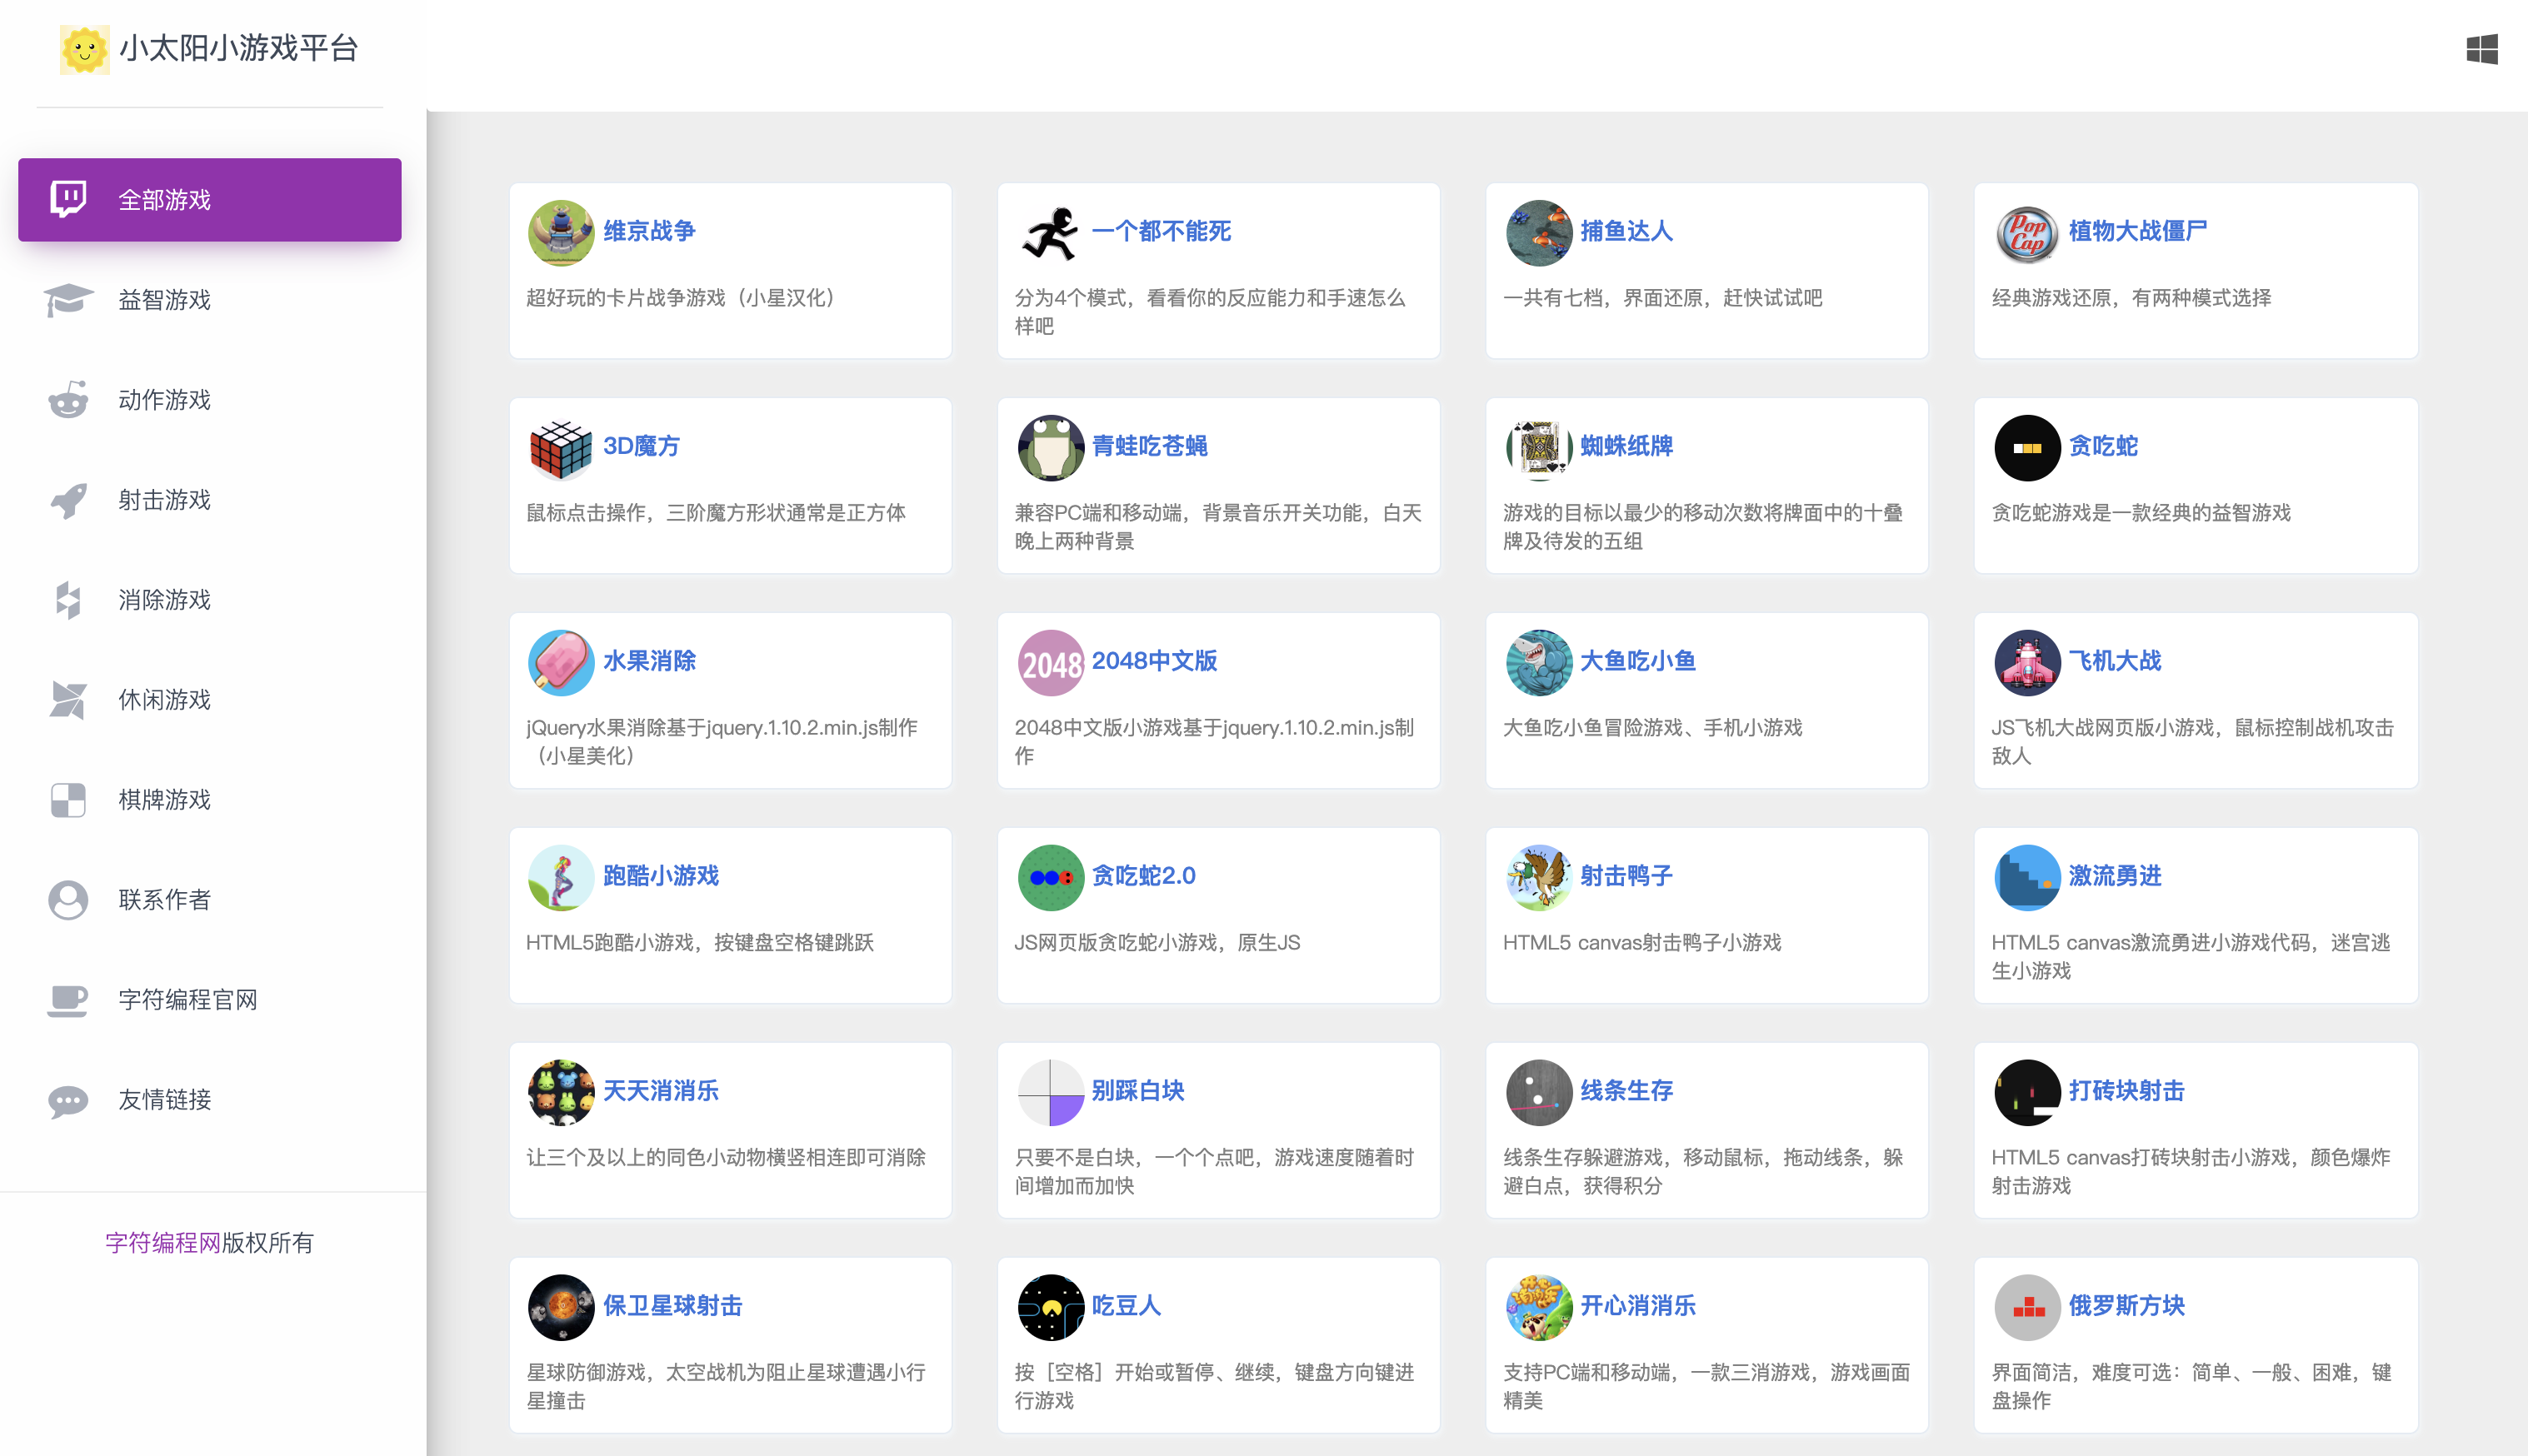 小太阳小游戏平台
全部游戏
益智游戏
动作游戏
射击游戏
消除游戏
休闲游戏
棋牌游戏
联系作者
字符编程官网
友情链接
字符编程网版权所有
维京战争
超好玩的卡片战争游戏（小星汉化）
一个都不能死
分为4个模式，看看你的反应能力和手速怎么
样吧
捕鱼达人
一共有七档，界面还原，赶快试试吧
Pop
Cap
植物大战僵尸
经典游戏还原，有两种模式选择
3D魔方
鼠标点击操作，三阶魔方形状通常是正方体
青蛙吃苍蝇
兼容PC端和移动端，背景音乐开关功能，白天
晚上两种背景
蜘蛛纸牌
游戏的目标以最少的移动次数将牌面中的十叠
牌及待发的五组
贪吃蛇
贪吃蛇游戏是一款经典的益智游戏
水果消除
jQuery水果消除基于jquery.1.10.2.min.js制作
（小星美化）
2048
2048中文版
2048中文版小游戏基于jquery.1.10.2.min.js制
作
大鱼吃小鱼
大鱼吃小鱼冒险游戏、手机小游戏
飞机大战
JS飞机大战网页版小游戏，鼠标控制战机攻击
敌人
跑酷小游戏
HTML5跑酷小游戏，按键盘空格键跳跃
贪吃蛇2.0
JS网页版贪吃蛇小游戏，原生JS
射击鸭子
HTML5 canvas射击鸭子小游戏
激流勇进
HTML5 canvas激流勇进小游戏代码，迷宫逃
生小游戏
天天消消乐
让三个及以上的同色小动物横竖相连即可消除
别踩白块
只要不是白块，一个个点吧，游戏速度随着时
间增加而加快
线条生存
线条生存躲避游戏，移动鼠标，拖动线条，躲
避白点，获得积分
打砖块射击
HTML5 canvas打砖块射击小游戏，颜色爆炸
射击游戏
保卫星球射击
星球防御游戏，太空战机为阻止星球遭遇小行
星撞击
吃豆人
按［空格］开始或暂停、继续，键盘方向键进
行游戏
开心消消乐
支持PC端和移动端，一款三消游戏，游戏画面
精美
俄罗斯方块
界面简洁，难度可选：简单、一般、困难，键
盘操作